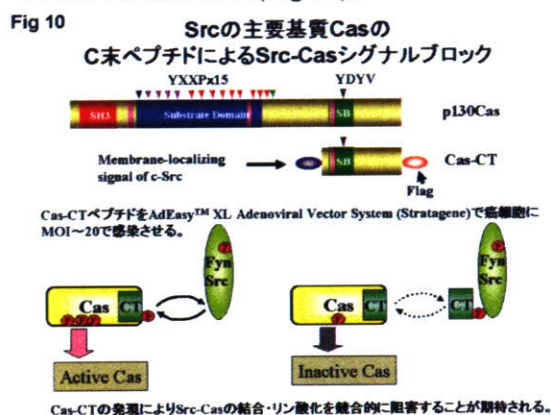 Fig 10
Srcの主要基質Casの
C末ペプチドによるSrc-Casシグナルブロック
YXXPx15
YDYV
SH3
Substrate Domain
SB
p130Cas
Membrane-localizing
signal of c-Src
SB
Cas-CT
Flag
Cas-CTペプチドをAdEasy™ XL Adenoviral Vector System (Stratagene)で癌細胞に
MOI～20で感染させる。
Fyn
Src
Cas
CT
Active Cas
Fyn
Src
Cas
CT
CT
Inactive Cas
Cas-CTの発現によりSrc-Casの結合・リン酸化を競合的に阻害することが期待される。